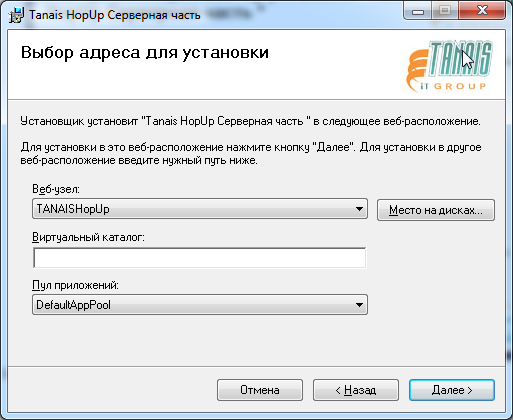 Tanais HopUp Серверная часть
Выбор адреса для установки
TANAIS
iT GROUP
Установщик установит "Tanais HopUp Серверная часть " в следующее веб-расположение.
Для установки в это веб-расположение нажмите кнопку "Далее". Для установки в другое
веб-расположение введите нужный путь ниже.
Веб-узел:
TANAISHopUp
Место на дисках...
Виртуальный каталог:
Пул приложений:
DefaultAppPool
Отмена
< Назад
Далее >